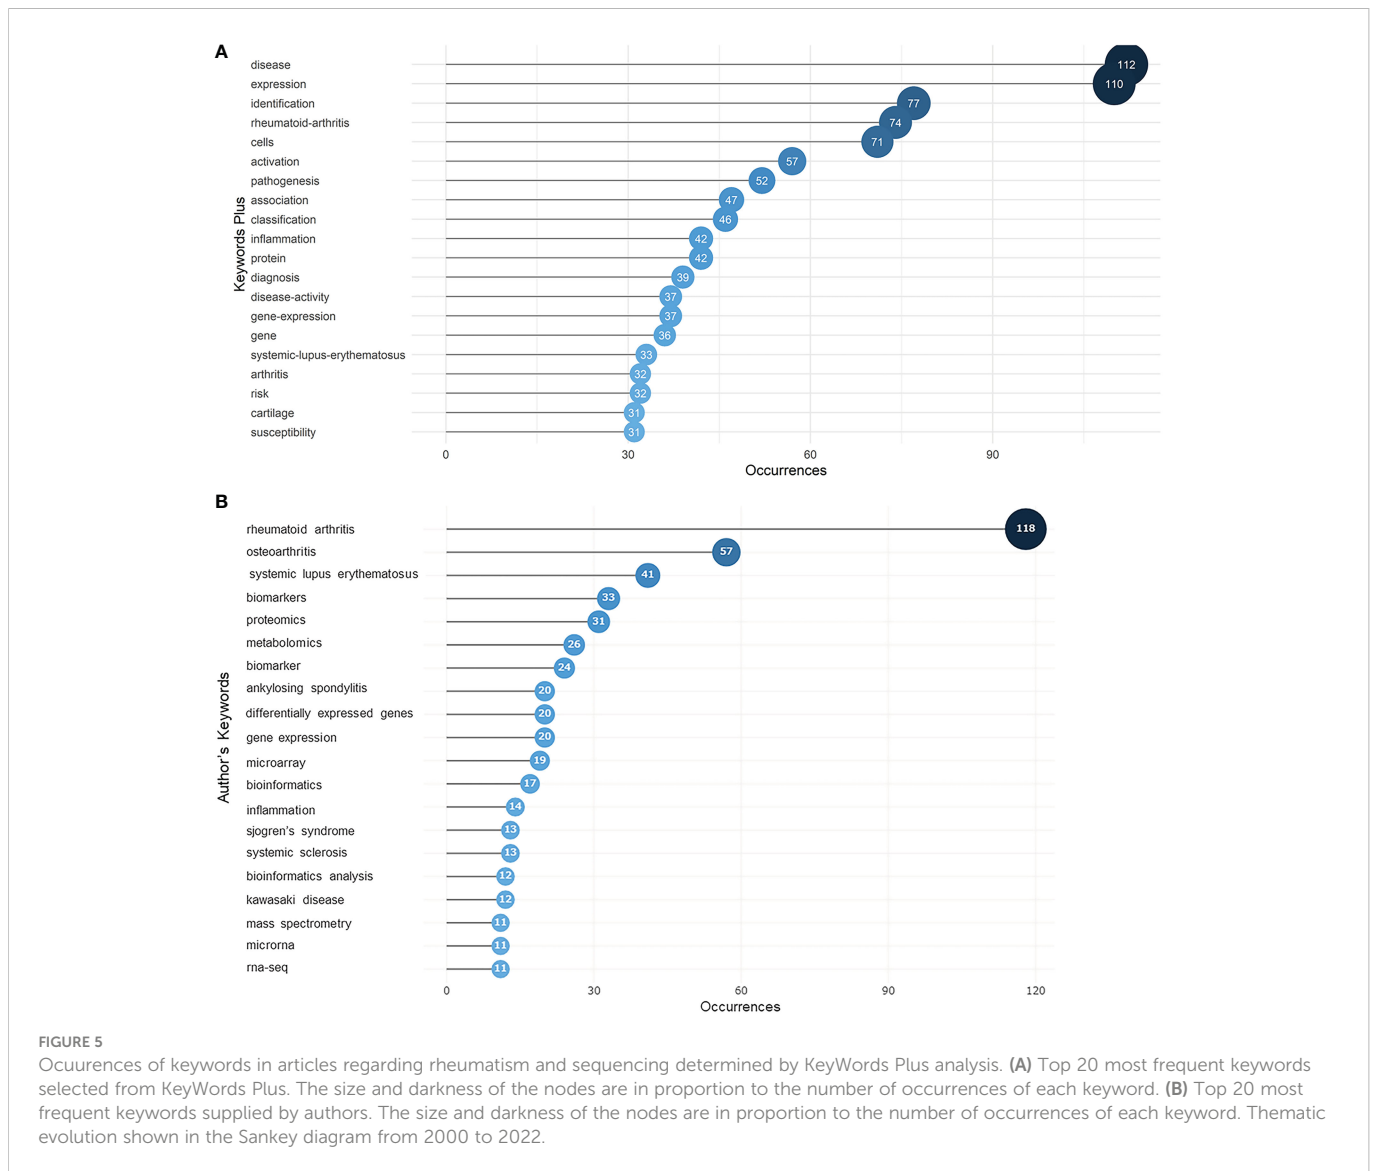 A
disease 112
expression 110
identification 77
rheumatoid-arthritis 74
cells 71
activation 57
pathogenesis 52
association 47
classification 46
inflammation 42
protein 42
diagnosis 39
disease-activity 37
gene-expression 37
gene 36
systemic-lupus-erythematosus 33
arthritis 32
risk 32
cartilage 31
susceptibility 31
Keywords Plus
0 30 60 90
Occurrences
B
rheumatoid arthritis 118
osteoarthritis 57
systemic lupus erythematosus 41
biomarkers 33
proteomics 31
metabolomics 26
biomarker 24
ankylosing spondylitis 20
differentially expressed genes 20
gene expression 20
microarray 19
bioinformatics 17
inflammation 14
sjogren's syndrome 13
systemic sclerosis 13
bioinformatics analysis 12
kawasaki disease 12
mass spectrometry 11
microrna 11
rna-seq 11
Author's Keywords
0 30 60 90 120
Occurrences
FIGURE 5
Ocuurences of keywords in articles regarding rheumatism and sequencing determined by KeyWords Plus analysis. (A) Top 20 most frequent keywords
selected from KeyWords Plus. The size and darkness of the nodes are in proportion to the number of occurrences of each keyword. (B) Top 20 most
frequent keywords supplied by authors. The size and darkness of the nodes are in proportion to the number of occurrences of each keyword. Thematic
evolution shown in the Sankey diagram from 2000 to 2022.